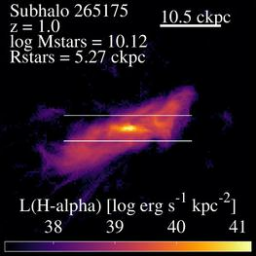 Subhalo 265175
10.5 ckpc
z = 1.0
log Mstars = 10.12
Rstars = 5.27 ckpc
L(H-alpha) [log erg s⁻¹ kpc⁻²]
38 39 40 41